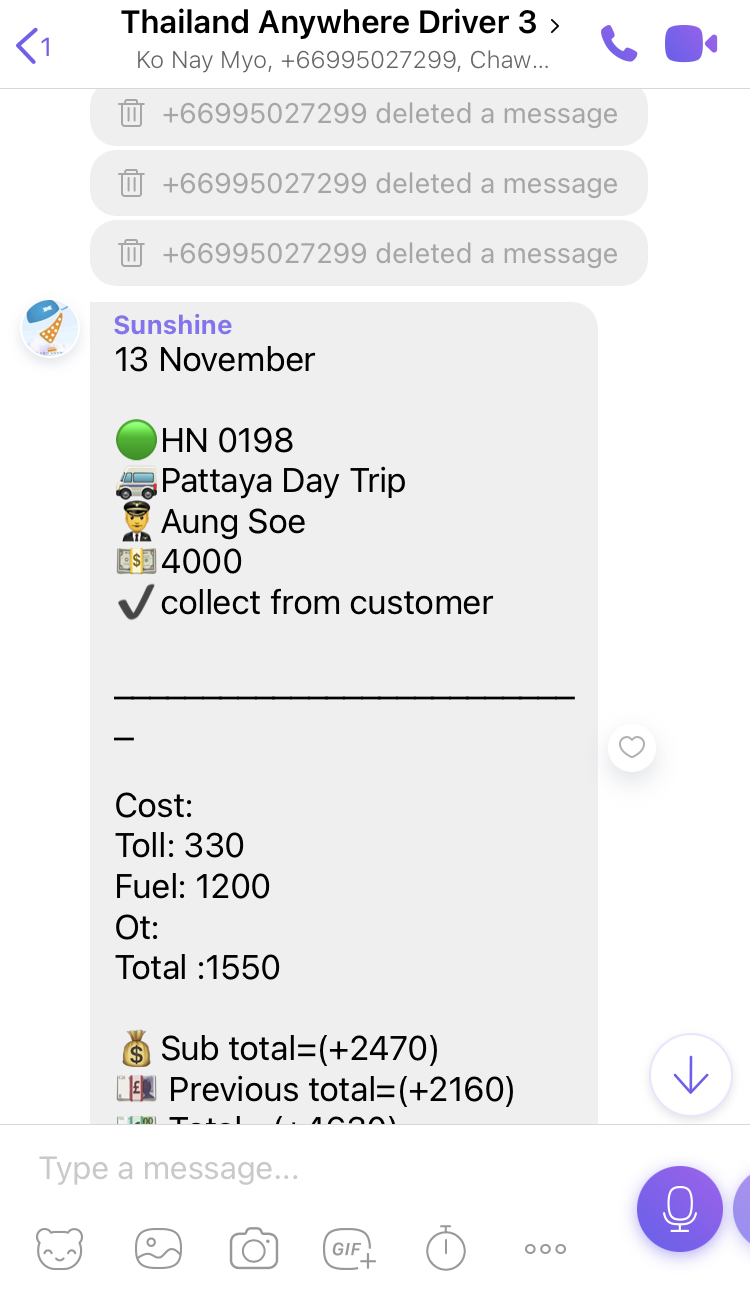 Thailand Anywhere Driver 3
1
Ko Nay Myo, +66995027299, Chaw...
+66995027299 deleted a message
+66995027299 deleted a message
+66995027299 deleted a message
Sunshine
13 November
HN 0198
Pattaya Day Trip
Aung Soe
4000
collect from customer
Cost:
Toll: 330
Fuel: 1200
Ot:
Total :1550
Sub total=(+2470)
Previous total=(+2160)
Type a message...
GIF